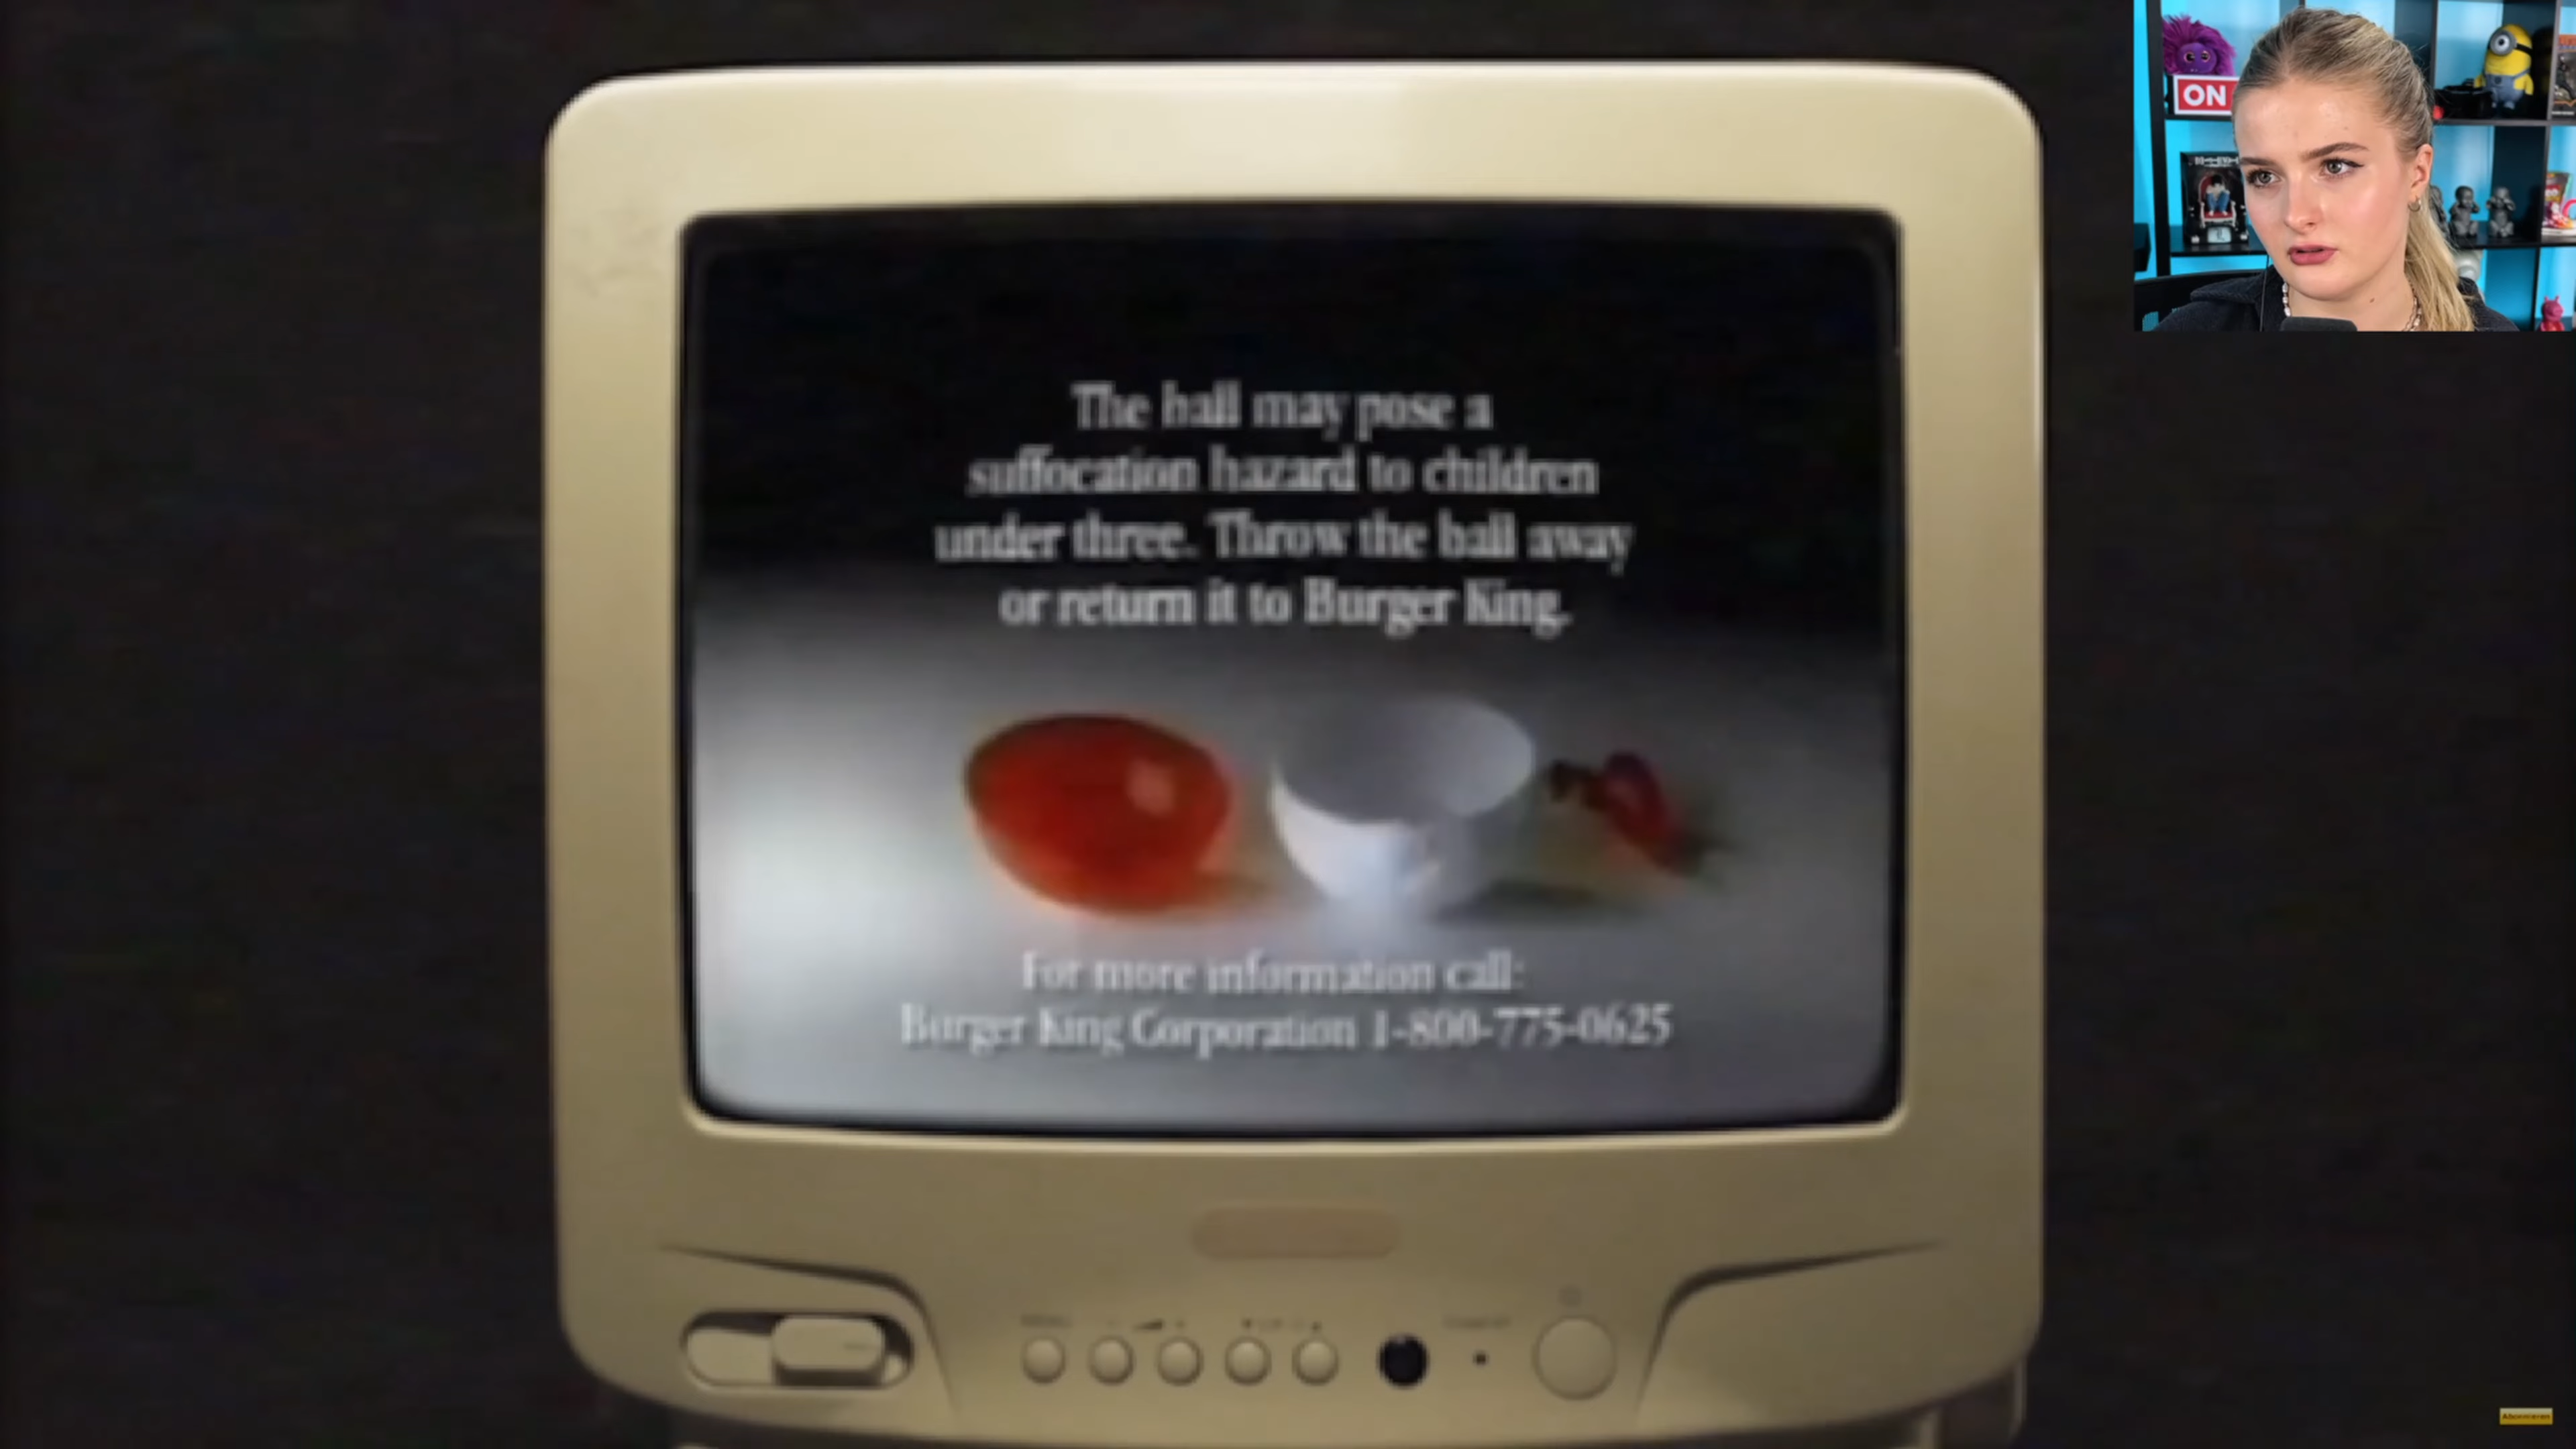 The ball may pose a
suffocation hazard to children
under three. Throw the ball away
or return it to Burger King.
For more information call:
Burger King Corporation 1-800-775-0625
ON
Abonnieren